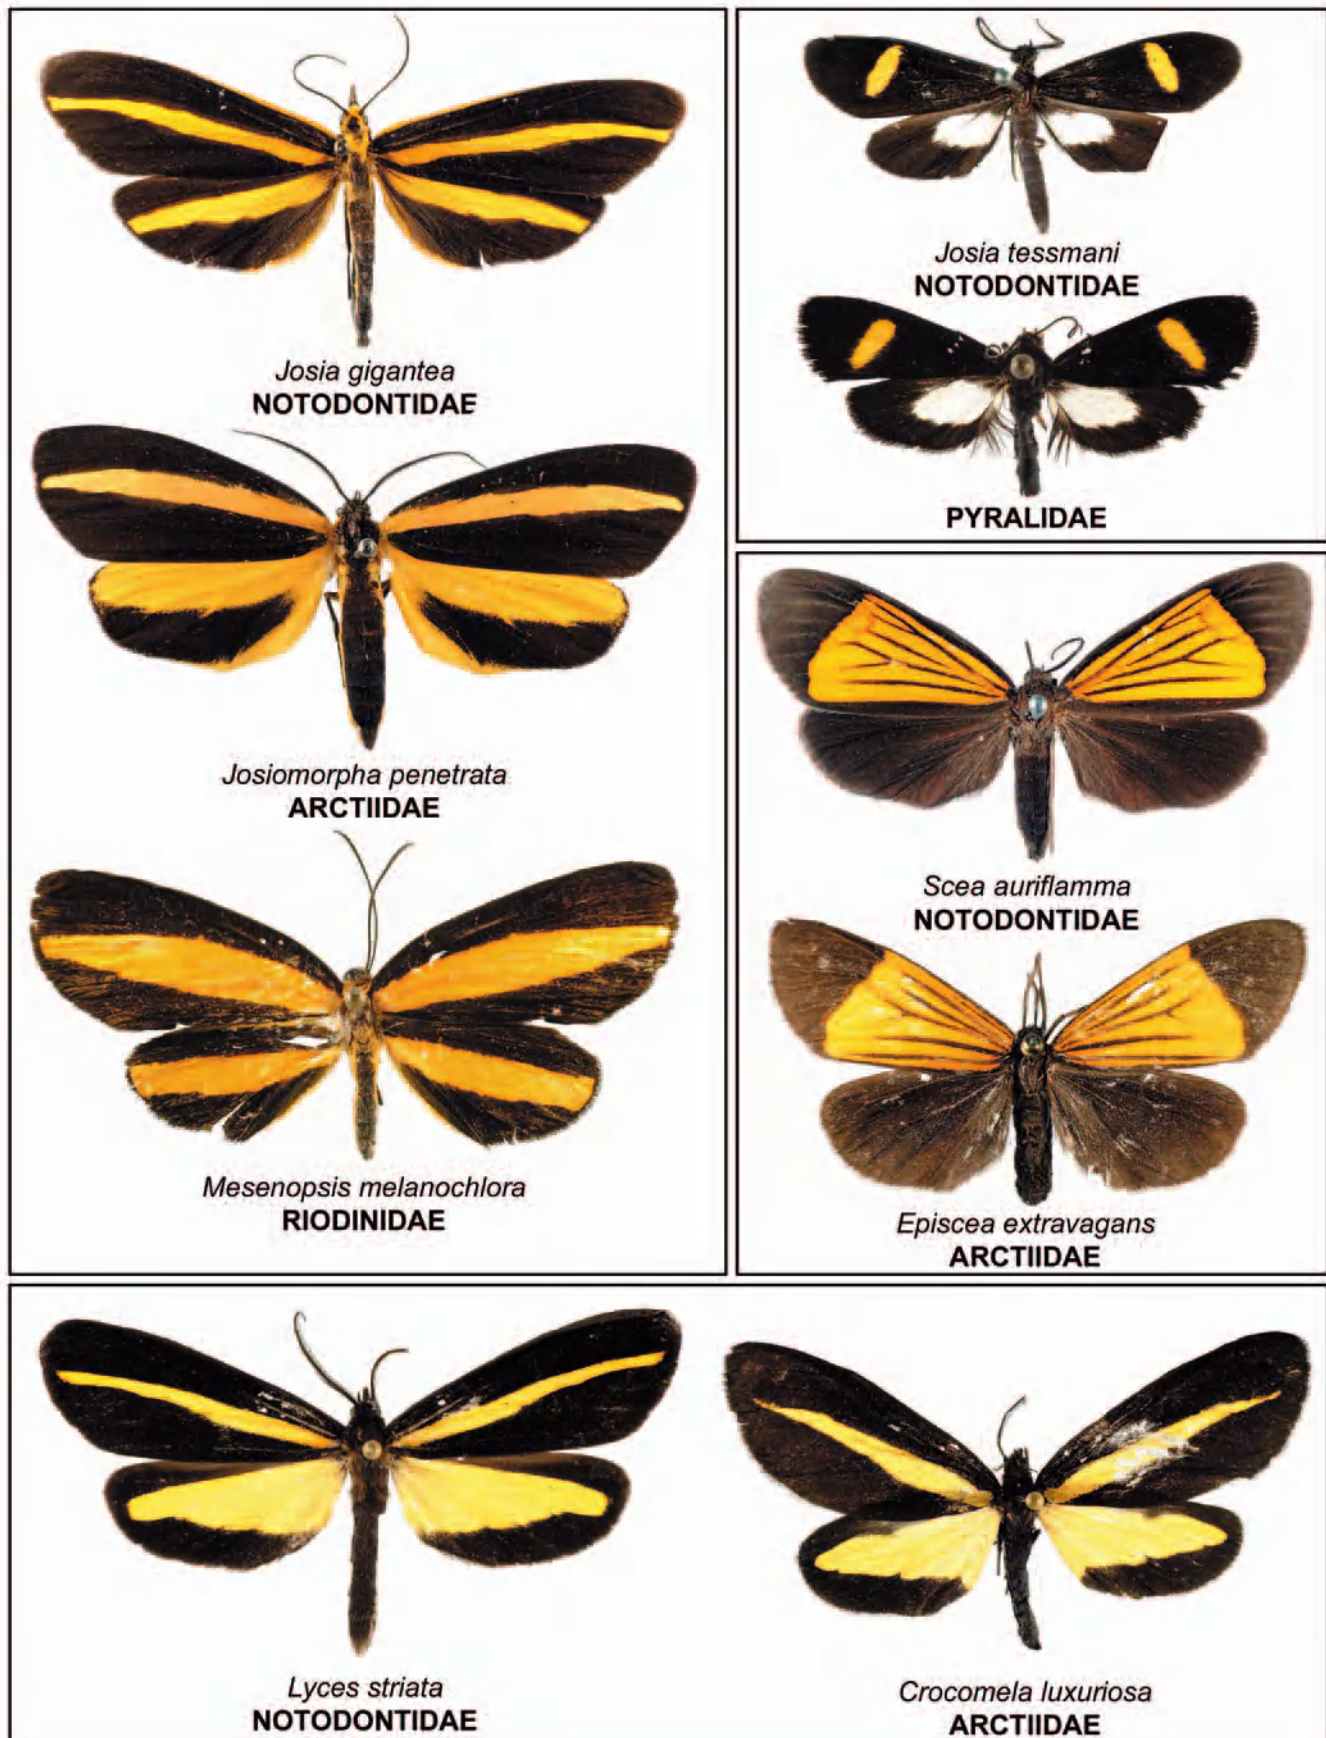 Josia gigantea
NOTODONTIDAE
Josiomorpha penetrata
ARCTIIDAE
Mesenopsis melanochlora
RIODINIDAE
Josia tessmani
NOTODONTIDAE
PYRALIDAE
Scea auriflamma
NOTODONTIDAE
Episcea extravagans
ARCTIIDAE
Lyces striata
NOTODONTIDAE
Crocomela luxuriosa
ARCTIIDAE